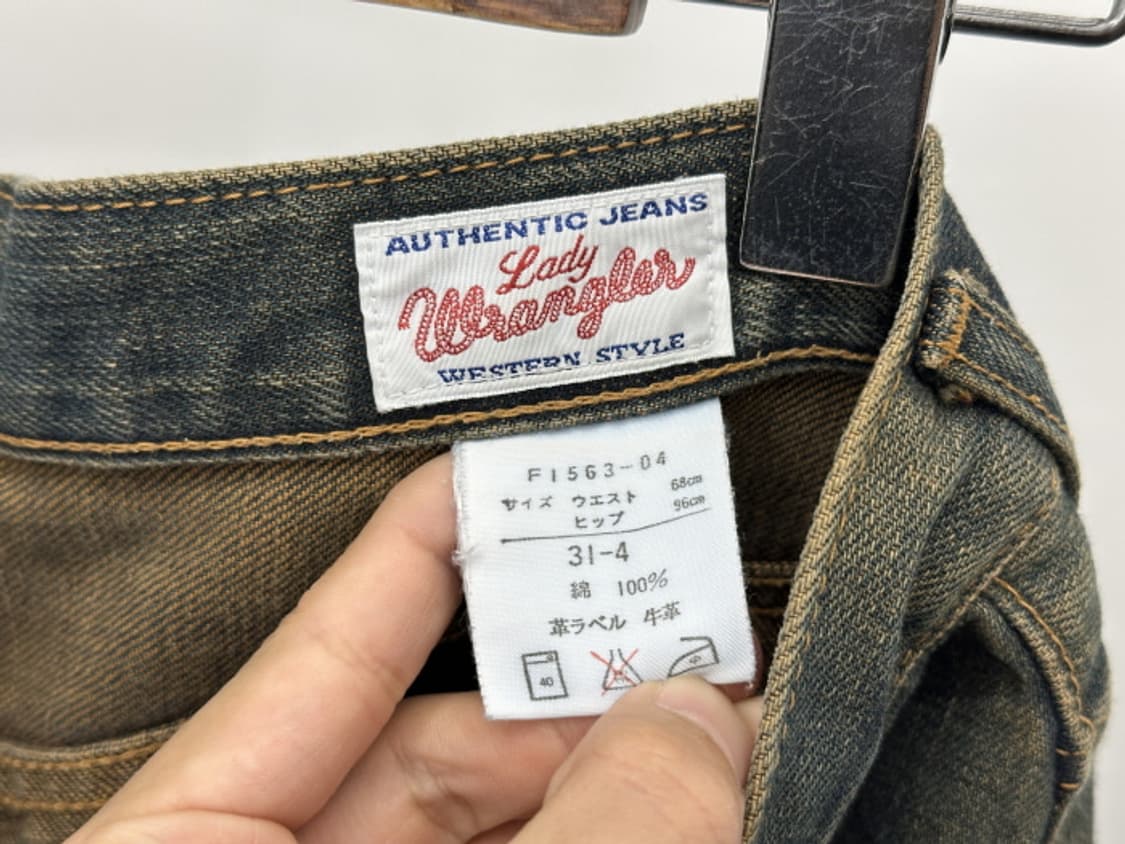 AUTHENTIC JEANS
Lady
Wrangler
WESTERN STYLE
F1563-04
サイズ ウエスト 68cm
ヒップ 96cm
31-4
綿 100%
革ラベル 牛革
40